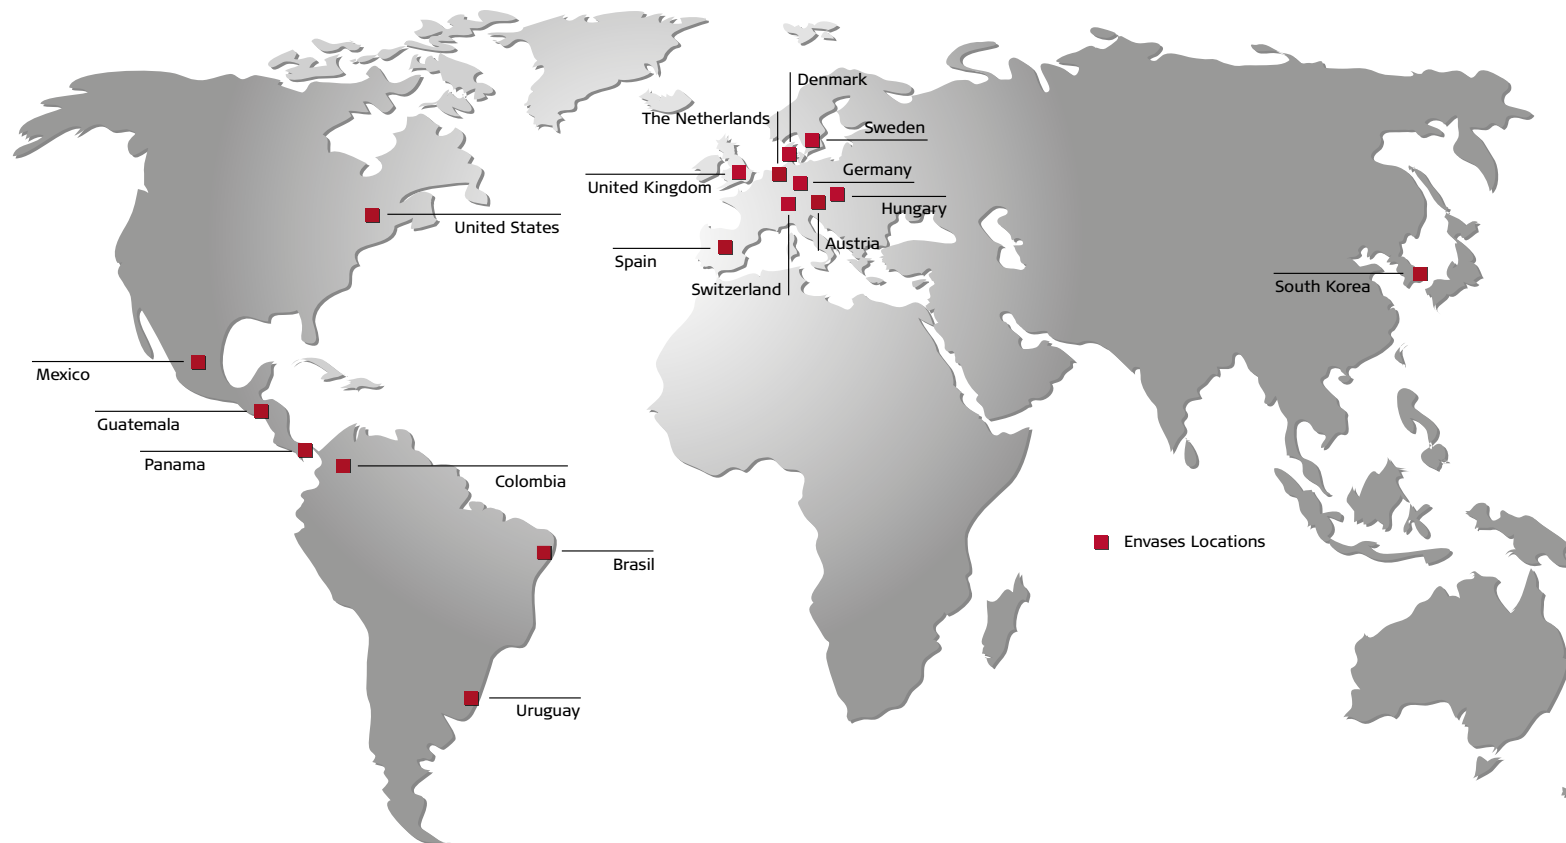 Denmark
The Netherlands
Sweden
Germany
United Kingdom
Hungary
United States
Austria
Spain
Switzerland
South Korea
Mexico
Guatemala
Panama
Colombia
Envases Locations
Brasil
Uruguay